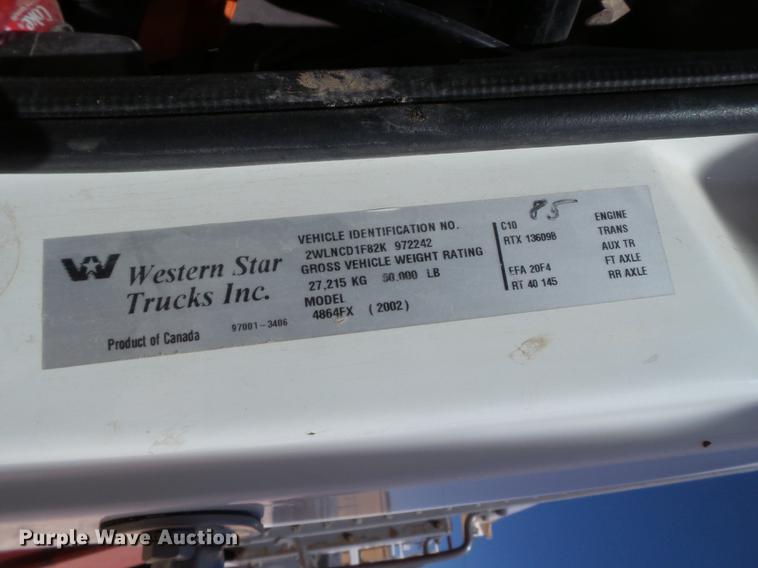 Coke
W Western Star
Trucks Inc.
Product of Canada 97001-3406
VEHICLE IDENTIFICATION NO.
2WLNCD1F82K 972242
GROSS VEHICLE WEIGHT RATING
27,215 KG 60,000 LB
MODEL
4864FX (2002)
C10 85 ENGINE
RTX 13609B TRANS
AUX TR
EFA 20F4 FT AXLE
RT 40 145 RR AXLE
Purple Wave Auction